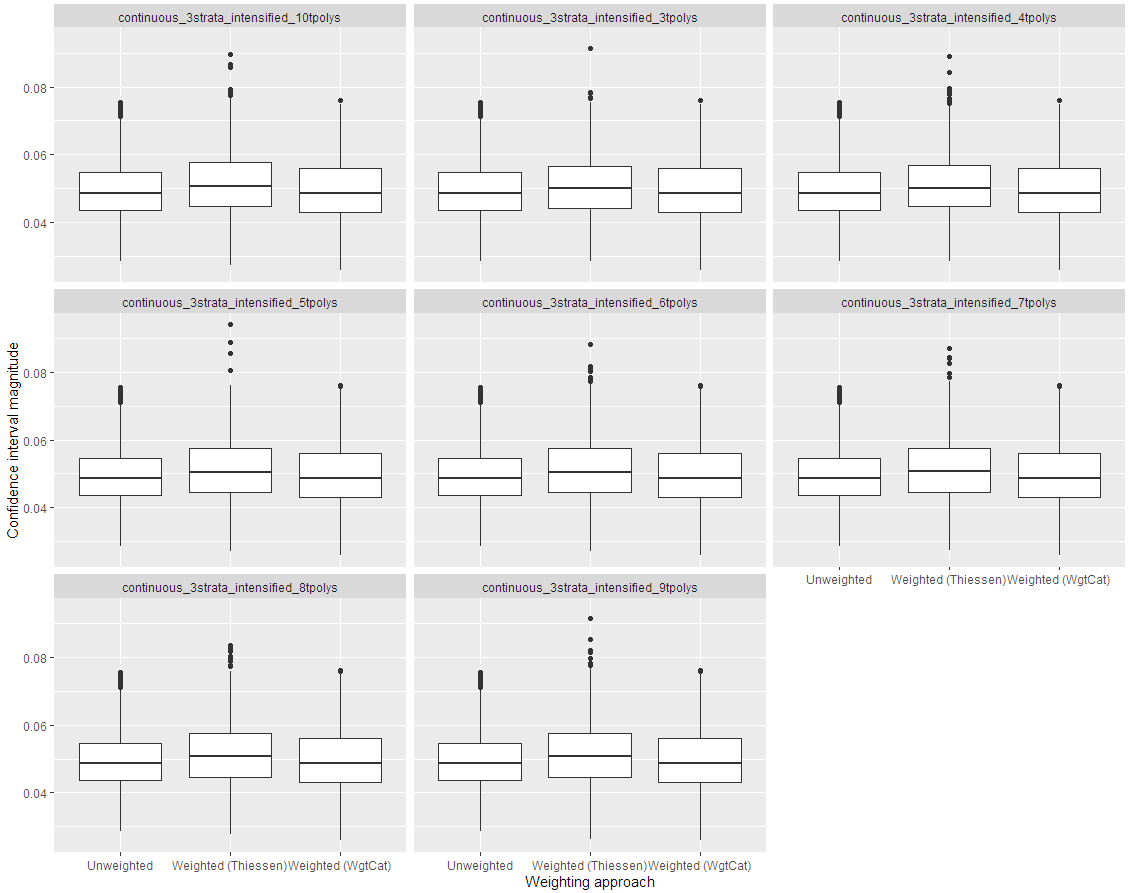 continuous_3strata_intensified_10tpolys
continuous_3strata_intensified_3tpolys
continuous_3strata_intensified_4tpolys
0.08
0.06
0.04
continuous_3strata_intensified_5tpolys
continuous_3strata_intensified_6tpolys
continuous_3strata_intensified_7tpolys
Confidence interval magnitude
0.08
0.06
0.04
Unweighted
Weighted (Thiessen)
Weighted (WgtCat)
continuous_3strata_intensified_8tpolys
continuous_3strata_intensified_9tpolys
0.08
0.06
0.04
Unweighted
Weighted (Thiessen)
Weighted (WgtCat)
Unweighted
Weighted (Thiessen)
Weighted (WgtCat)
Weighting approach